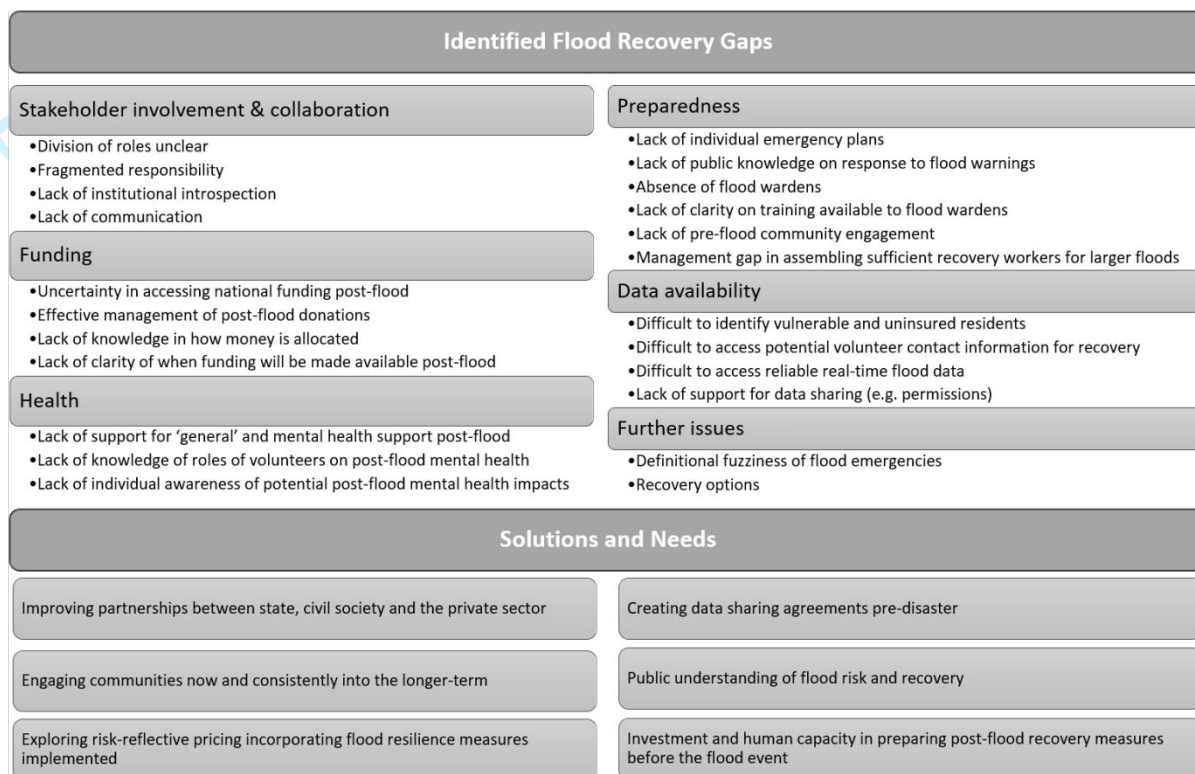 Identified Flood Recovery Gaps
Stakeholder involvement & collaboration
•Division of roles unclear
•Fragmented responsibility
•Lack of institutional introspection
•Lack of communication
Funding
•Uncertainty in accessing national funding post-flood
•Effective management of post-flood donations
•Lack of knowledge in how money is allocated
•Lack of clarity of when funding will be made available post-flood
Health
•Lack of support for ‘general’ and mental health support post-flood
•Lack of knowledge of roles of volunteers on post-flood mental health
•Lack of individual awareness of potential post-flood mental health impacts
Preparedness
•Lack of individual emergency plans
•Lack of public knowledge on response to flood warnings
•Absence of flood wardens
•Lack of clarity on training available to flood wardens
•Lack of pre-flood community engagement
•Management gap in assembling sufficient recovery workers for larger floods
Data availability
•Difficult to identify vulnerable and uninsured residents
•Difficult to access potential volunteer contact information for recovery
•Difficult to access reliable real-time flood data
•Lack of support for data sharing (e.g. permissions)
Further issues
•Definitional fuzziness of flood emergencies
•Recovery options
Solutions and Needs
Improving partnerships between state, civil society and the private sector
Creating data sharing agreements pre-disaster
Engaging communities now and consistently into the longer-term
Public understanding of flood risk and recovery
Exploring risk-reflective pricing incorporating flood resilience measures
implemented
Investment and human capacity in preparing post-flood recovery measures
before the flood event